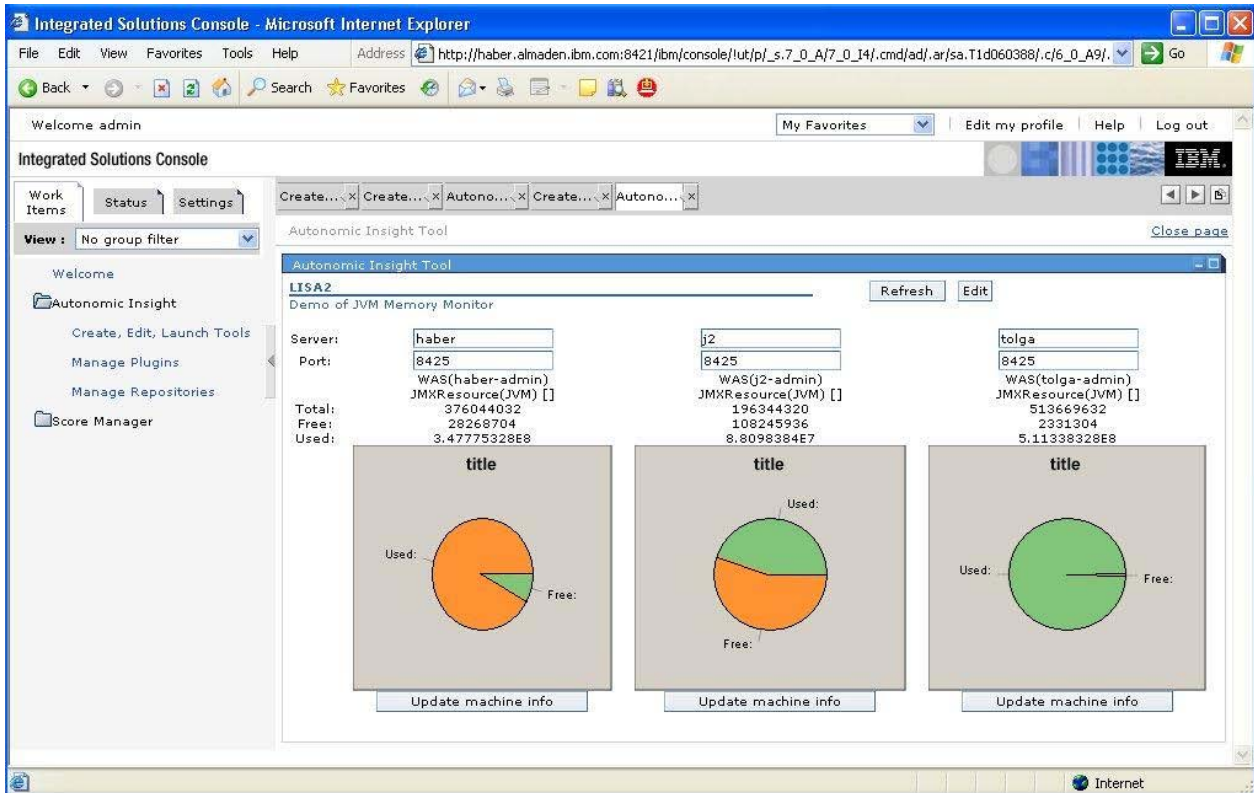 Integrated Solutions Console - Microsoft Internet Explorer
File Edit View Favorites Tools Help Address http://haber.almaden.ibm.com:8421/ibm/console/!ut/p/_s.7_0_A/7_0_I4/.cmd/ad/.ar/sa.T1d060388/.c/6_0_A9/. Go
Back Search Favorites
Welcome admin My Favorites Edit my profile Help Log out
Integrated Solutions Console IBM.
Work Items Status Settings
Create... x Create... x Autono... x Create... x Autono... x
View : No group filter
Autonomic Insight Tool Close page
Welcome
Autonomic Insight
Create, Edit, Launch Tools
Manage Plugins
Manage Repositories
Score Manager
Autonomic Insight Tool
LISA2 Refresh Edit
Demo of JVM Memory Monitor
Server: haber j2 tolga
Port: 8425 8425 8425
WAS(haber-admin) WAS(j2-admin) WAS(tolga-admin)
JMXResource(JVM) [] JMXResource(JVM) [] JMXResource(JVM) []
Total: 376044032 196344320 513669632
Free: 28268704 108245936 2331304
Used: 3.47775328E8 8.8098384E7 5.11338328E8
title title title
Used: Free:
Used: Free:
Used: Free:
Update machine info Update machine info Update machine info
Internet